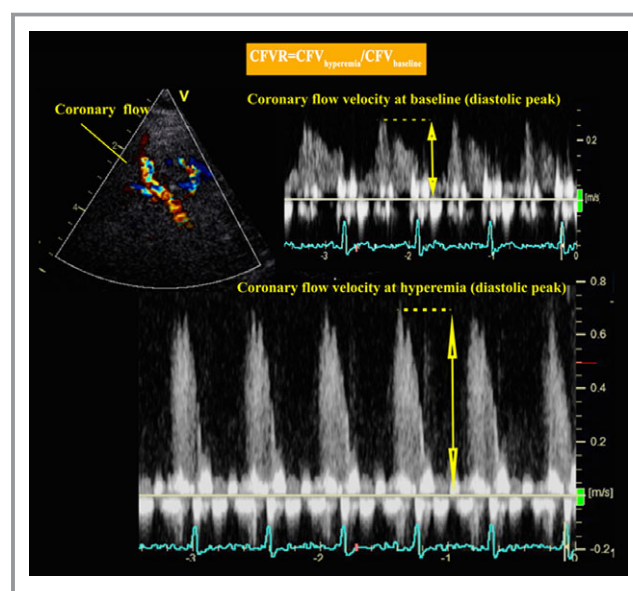 CFVR=CFVhyperemia/CFVbaseline
V
Coronary flow
2
4
Coronary flow velocity at baseline (diastolic peak)
0.2
[m/s]
-3
-2
-1
0
Coronary flow velocity at hyperemia (diastolic peak)
0.8
0.6
0.4
0.2
[m/s]
-0.2
-3
-2
-1
0